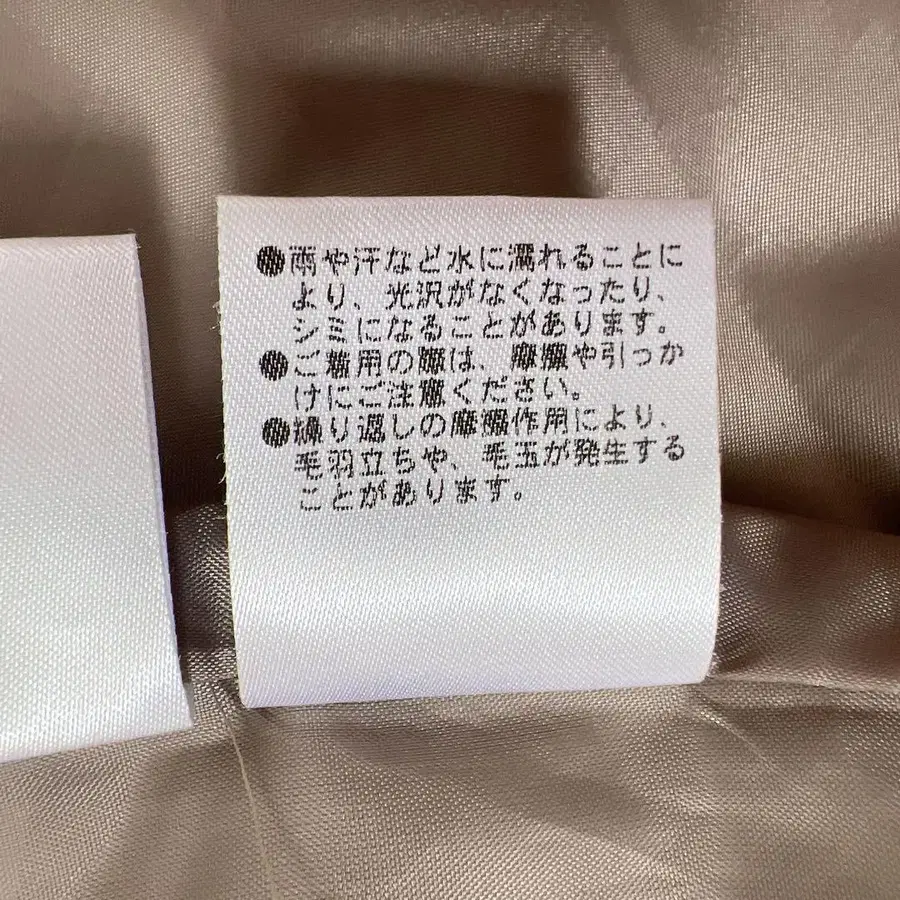 ●雨や汗など水に濡れることに
より、光沢がなくなったり、
シミになることがあります。
●ご着用の際は、摩擦や引っか
けにご注意ください。
●繰り返しの摩擦作用により、
毛羽立ちや、毛玉が発生する
ことがあります。